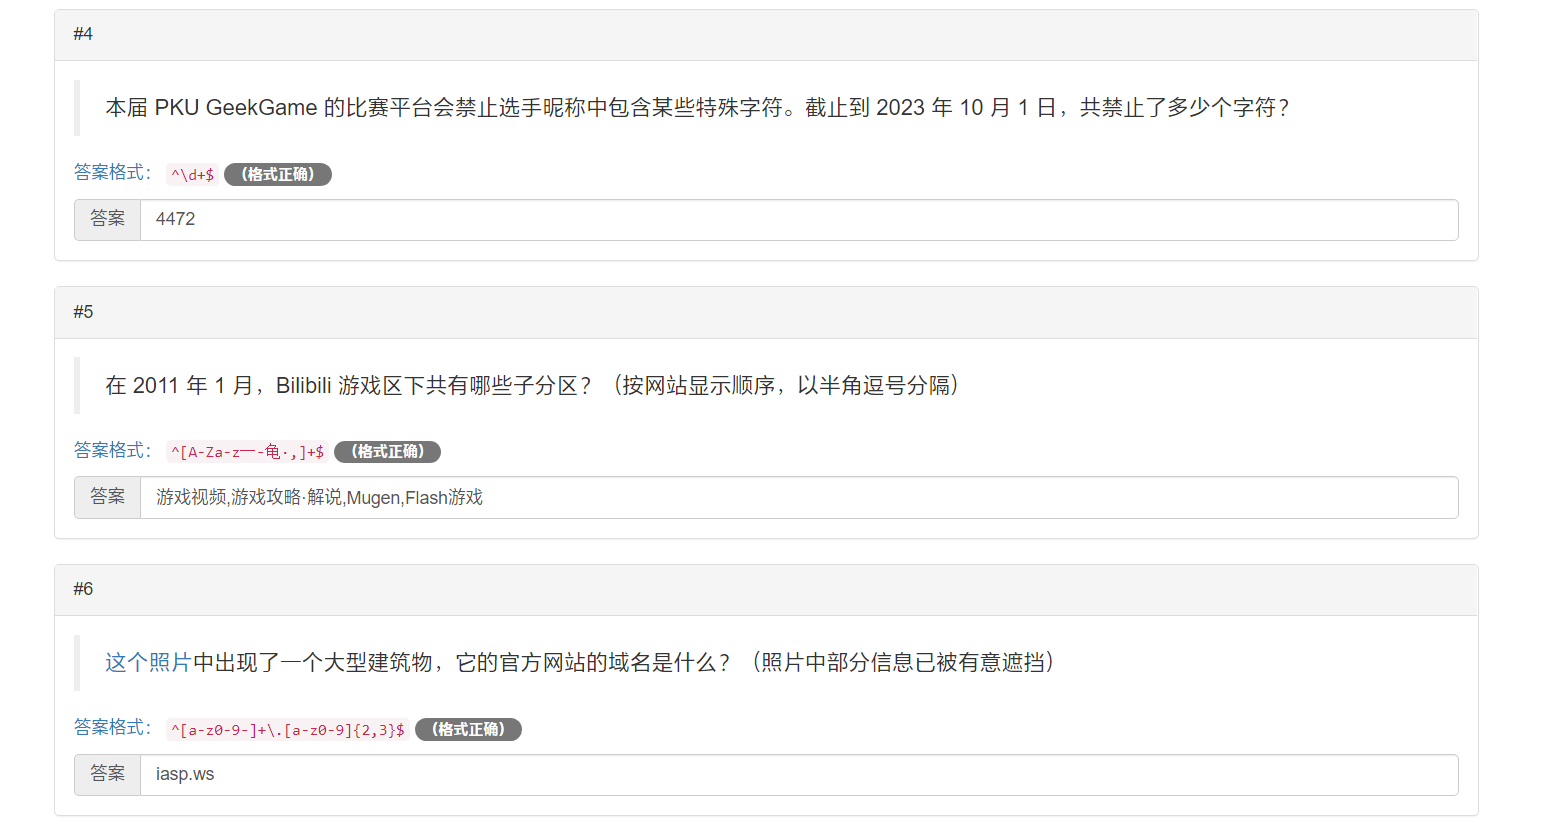 #4
本届 PKU GeekGame 的比赛平台会禁止选手昵称中包含某些特殊字符。截止到 2023 年 10 月 1 日，共禁止了多少个字符？
答案格式： ^\d+$ （格式正确）
答案 4472
#5
在 2011 年 1 月，Bilibili 游戏区下共有哪些子分区？（按网站显示顺序，以半角逗号分隔）
答案格式： ^[A-Za-z一-龟·,]+$ （格式正确）
答案 游戏视频,游戏攻略·解说,Mugen,Flash游戏
#6
这个照片中出现了一个大型建筑物，它的官方网站的域名是什么？（照片中部分信息已被有意遮挡）
答案格式： ^[a-z0-9-]+\.[a-z0-9]{2,3}$ （格式正确）
答案 iasp.ws